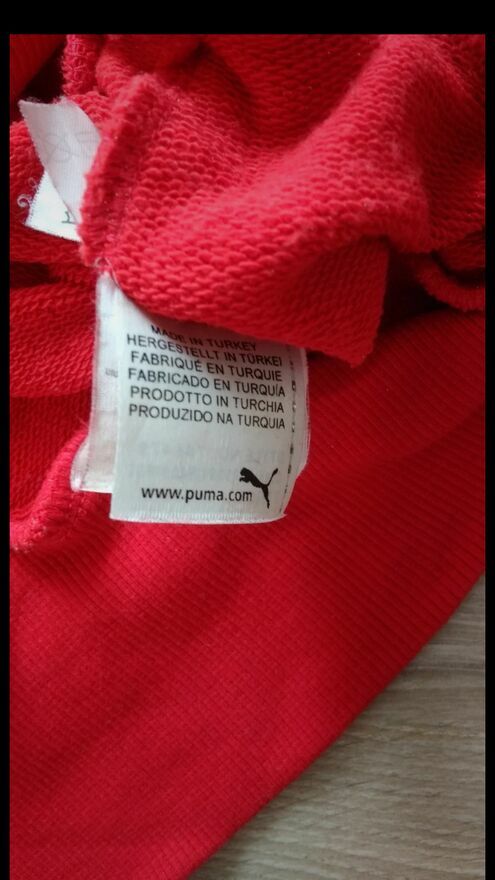 MADE IN TURKEY
HERGESTELLT IN TÜRKEI
FABRIQUÉ EN TURQUIE
FABRICADO EN TURQUÍA
PRODOTTO IN TURCHIA
PRODUZIDO NA TURQUIA
www.puma.com